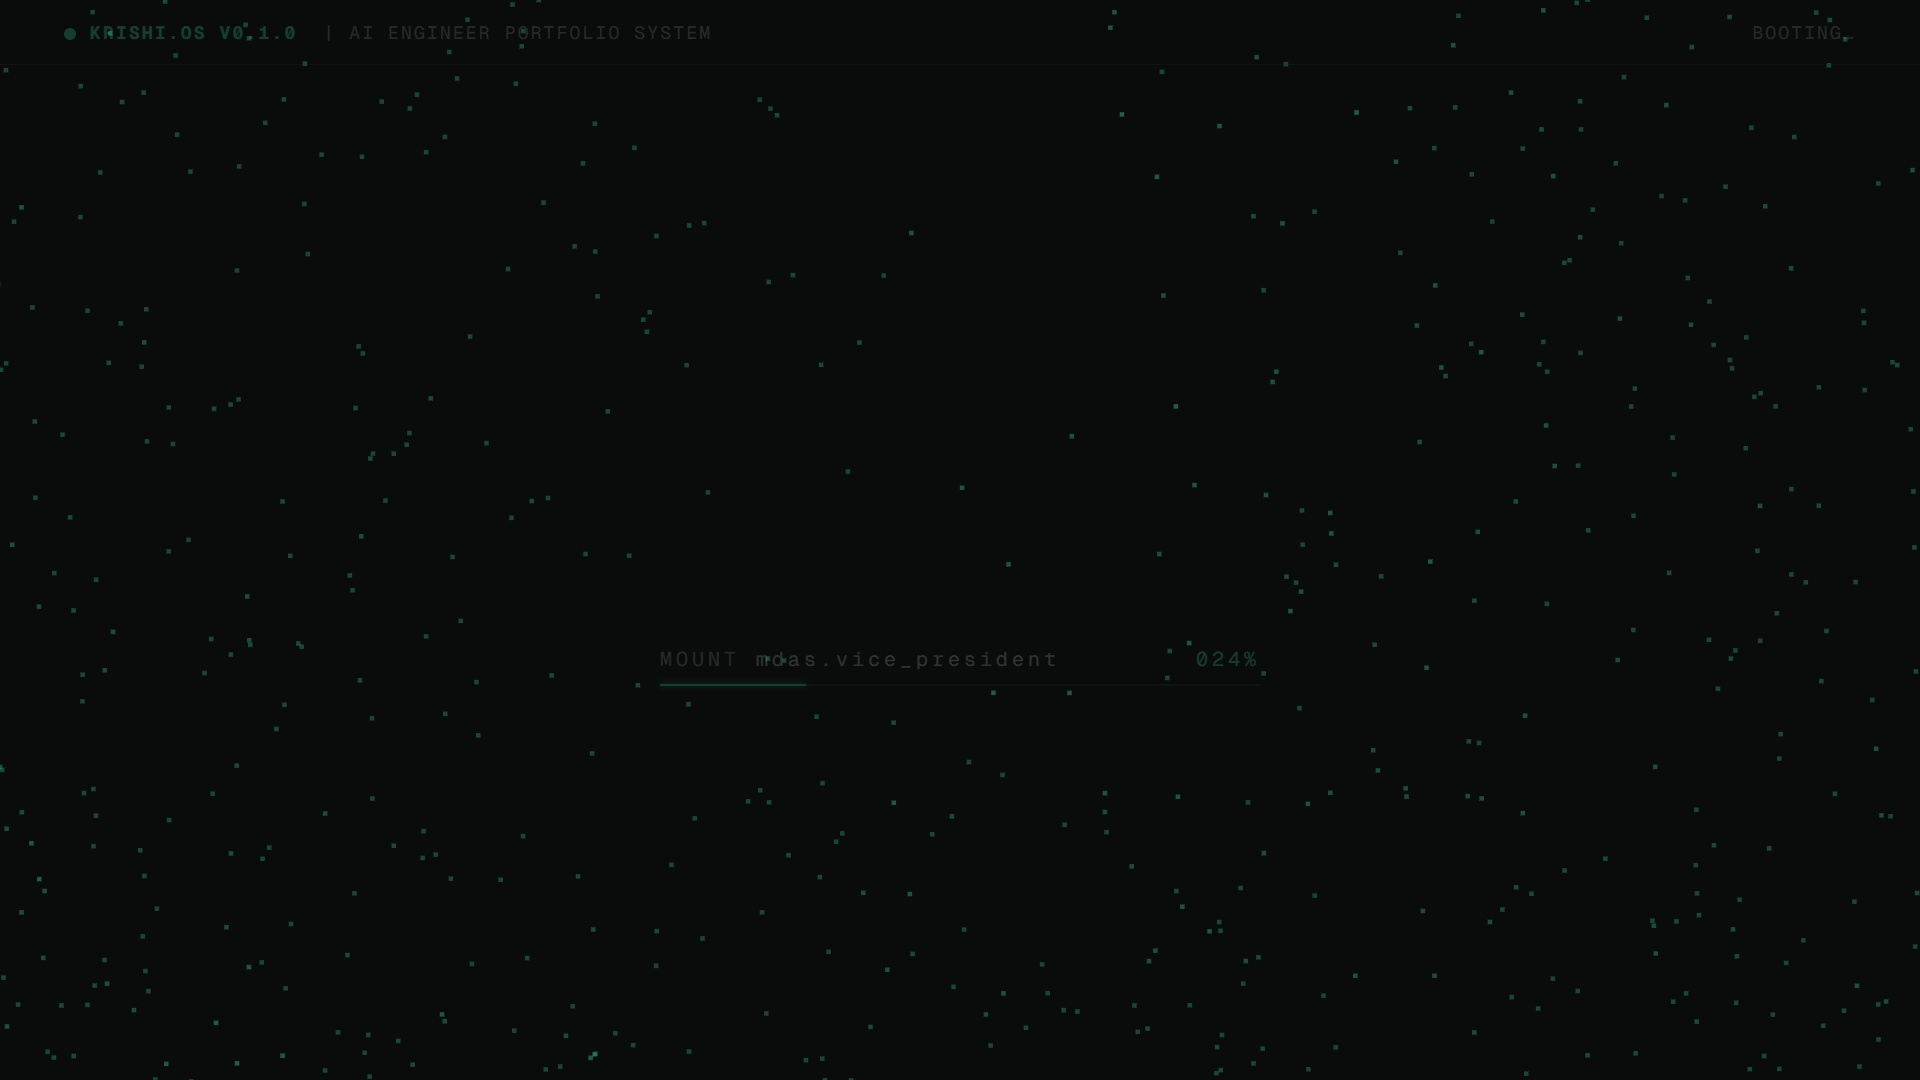 KRISHI.OS V0.1.0 | AI ENGINEER PORTFOLIO SYSTEM
BOOTING…
MOUNT mdas.vice_president 024%